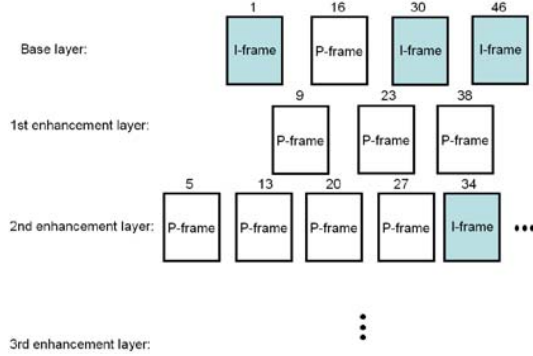 1 16 30 46
Base layer: I-frame P-frame I-frame I-frame
9 23 38
1st enhancement layer: P-frame P-frame P-frame
5 13 20 27 34
2nd enhancement layer: P-frame P-frame P-frame P-frame I-frame ...
3rd enhancement layer: